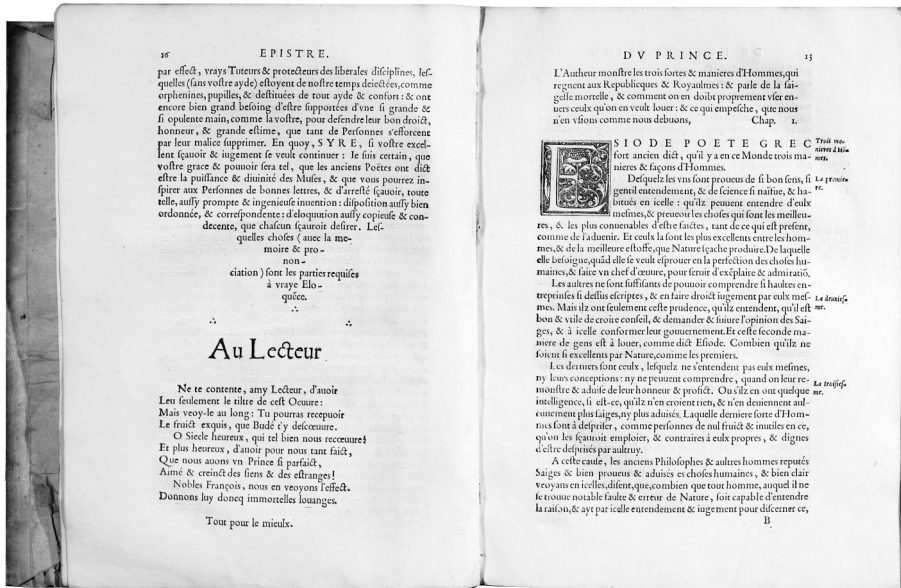 26 EPISTRE.
par effect, vrays Tuteurs & protecteurs des liberales disciplines, les-
quelles (sans vostre ayde) estoyent de nostre temps deiectées, comme
orphenines, pupilles, & destituées de tout ayde & confort : & ont
encore bien grand besoing d'estre supportées d'vne si grande &
si opulente main, comme la vostre, pour defendre leur bon droict,
honneur, & grande estime, que tant de Personnes s'efforcent
par leur malice supprimer. En quoy, SYRE, si vostre excel-
lent sçauoir & iugement se veult continuer : Ie suis certain, que
vostre grace & pouuoir sera tel, que les anciens Poëtes ont dict
estre la puissance & diuinité des Muses, & que vous pourrez in-
spirer aux Personnes de bonnes lettres, & d'arresté sçauoir, toute
telle, aussy prompte & ingenieuse inuention : disposition aussy bien
ordonnée, & correspondente : d'eloqution aussy copieuse & con-
decente, que chascun sçauroit desirer. Les-
quelles choses (auec la me-
moire & pro-
non-
ciation) sont les parties requises
à vraye Elo-
quẽce.
Au Lecteur
Ne te contente, amy Lecteur, d'auoir
Leu seulement le tiltre de cest Oeuure :
Mais veoy-le au long : Tu pourras recepuoir
Le fruict exquis, que Budé t'y descœuure.
O Siecle heureux, qui tel bien nous recœuure!
Et plus heureux, d'auoir pour nous tant faict,
Que nous auons vn Prince si parfaict,
Aimé & creinct des siens & des estranges!
Nobles François, nous en veoyons l'effect.
Donnons luy doncq immortelles louanges.
Tout pour le mieulx.
DV PRINCE. 13
L'Autheur monstre les trois sortes & manieres d'Hommes, qui
regnent aux Republicques & Royaulmes : & parle de la sai-
gesse mortelle, & comment on en doibt proprement vser en-
uers ceulx qu'on en veult louer : & ce qui empesche, que nous
n'en vsions comme nous debuons, Chap. 1.
ESIODE POETE GREC
fort ancien dict, qu'il y a en ce Monde trois ma-
nieres & façons d'Hommes.
Trois ma-
nieres d'Hõ-
mes.
Desquelz les vns sont proueus de si bon sens, si
gentil entendement, & de science si naïfue, & ha-
bitués en icelle : qu'ilz peuuent entendre d'eulx
mesmes, & preueoir les choses qui sont les meilleu-
res, & les plus conuenables d'estre faictes, tant de ce qui est present,
comme de l'aduenir. Et ceulx la sont les plus excellents entre les hom-
mes, & de la meilleure estoffe, que Nature sçache produire. De laquelle
elle besoigne, quãd elle se veult esprouer en la perfection des choses hu-
maines, & faire vn chef d'œuure, pour seruir d'exẽplaire & admiratiõ.
La premie-
re.
Les aultres ne sont suffisants de pouuoir comprendre si haultes en-
treprinses si dessus escriptes, & en faire droict iugement par eulx mes-
mes. Mais ilz ont seulement ceste prudence, qu'ilz entendent, qu'il est
bon & vtile de croire conseil, & demander & suiure l'opinion des Sai-
ges, & à icelle conformer leur gouuernement. Et ceste seconde ma-
niere de gens est à louer, comme dict Esiode. Combien qu'ilz ne
soient si excellents par Nature, comme les premiers.
La deuxies-
me.
Les derniers sont ceulx, lesquelz ne s'entendent pas eulx mesmes,
ny leurs conceptions : ny ne peuuent comprendre, quand on leur re-
monstre & aduise de leur honneur & profict. Ou s'ilz en ont quelque
intelligence, si est-ce, qu'ilz n'en croient rien, & n'en deuiennent aul-
cunement plus saiges, ny plus aduisés. Laquelle derniere sorte d'Hom-
mes sont à despriser, comme personnes de nul fruict & inutiles en ce,
qu'on les sçauroit emploier, & contraires à eulx propres, & dignes
d'estre desprisés par aultruy.
La troisies-
me.
A ceste cause, les anciens Philosophes & aultres hommes reputés
Saiges & bien proueus & aduisés es choses humaines, & bien clair
veoyans en icelles, disent, que, combien que tout homme, auquel il ne
se trouue notable faulte & erreur de Nature, soit capable d'entendre
la raison, & ayt par icelle entendement & iugement pour discerner ce,
B